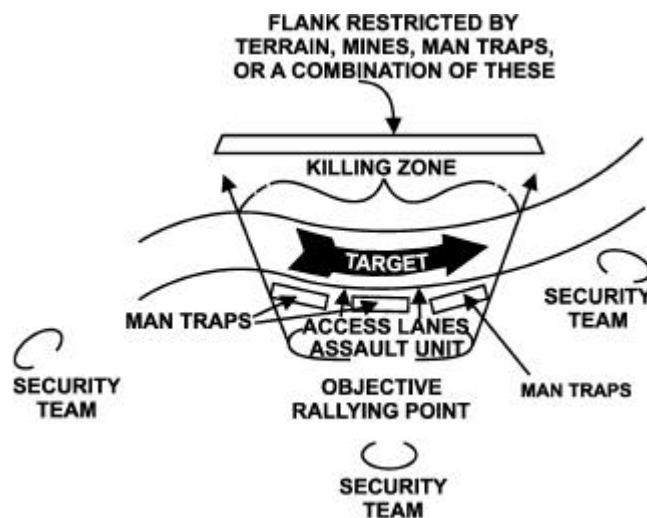 FLANK RESTRICTED BY
TERRAIN, MINES, MAN TRAPS,
OR A COMBINATION OF THESE
KILLING ZONE
TARGET
MAN TRAPS
ACCESS LANES
ASSAULT UNIT
SECURITY
TEAM
SECURITY
TEAM
OBJECTIVE
RALLYING POINT
MAN TRAPS
SECURITY
TEAM